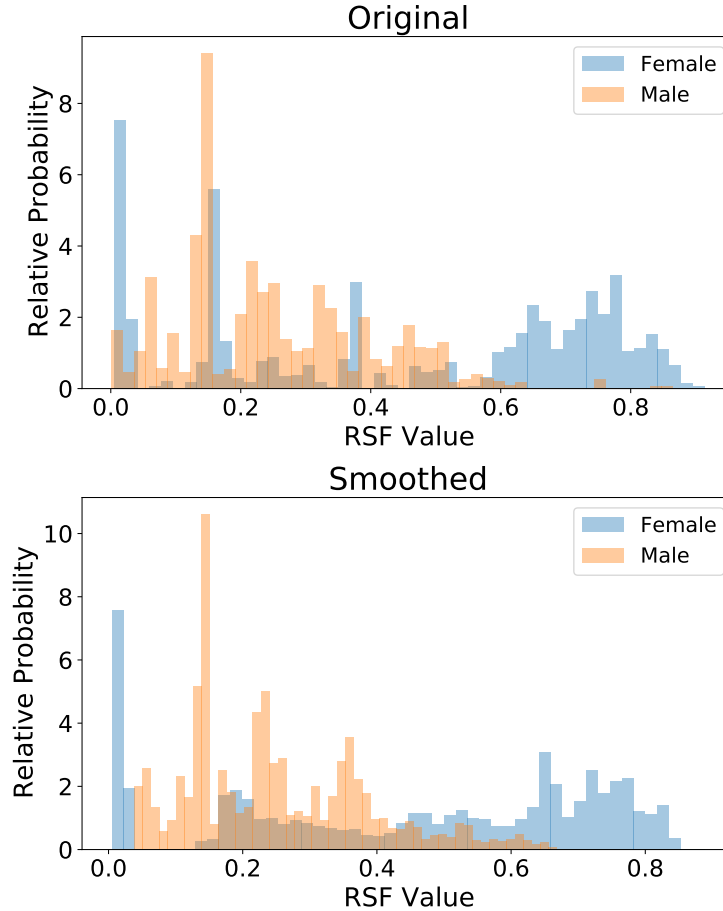 Original
Relative Probability
8
6
4
2
0
Female
Male
0.0 0.2 0.4 0.6 0.8
RSF Value
Smoothed
Relative Probability
10
8
6
4
2
0
Female
Male
0.0 0.2 0.4 0.6 0.8
RSF Value